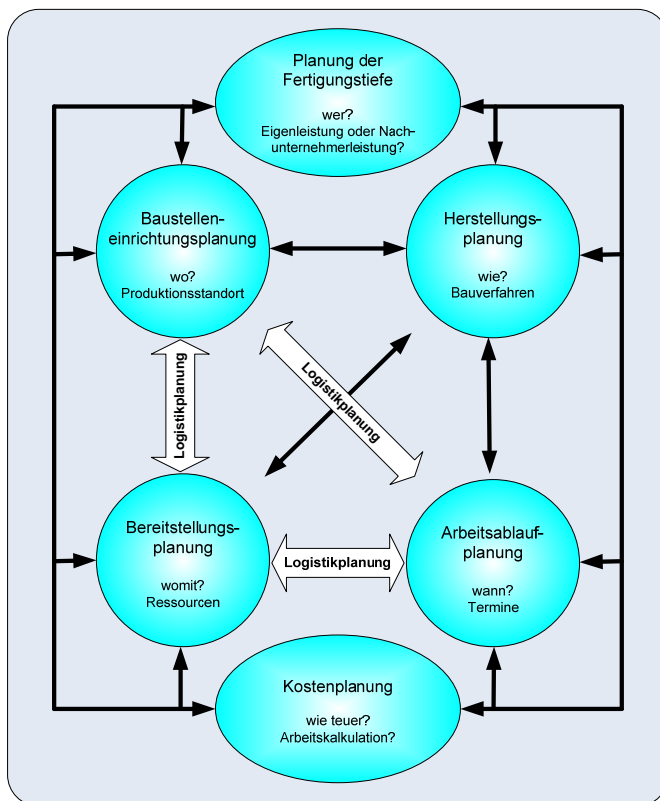 Planung der
Fertigungstiefe
wer?
Eigenleistung oder Nach-
unternehmerleistung?
Baustellen-
einrichtungsplanung
wo?
Produktionsstandort
Herstellungs-
planung
wie?
Bauverfahren
Logistikplanung
Logistikplanung
Bereitstellungs-
planung
womit?
Ressourcen
Logistikplanung
Arbeitsablauf-
planung
wann?
Termine
Kostenplanung
wie teuer?
Arbeitskalkulation?